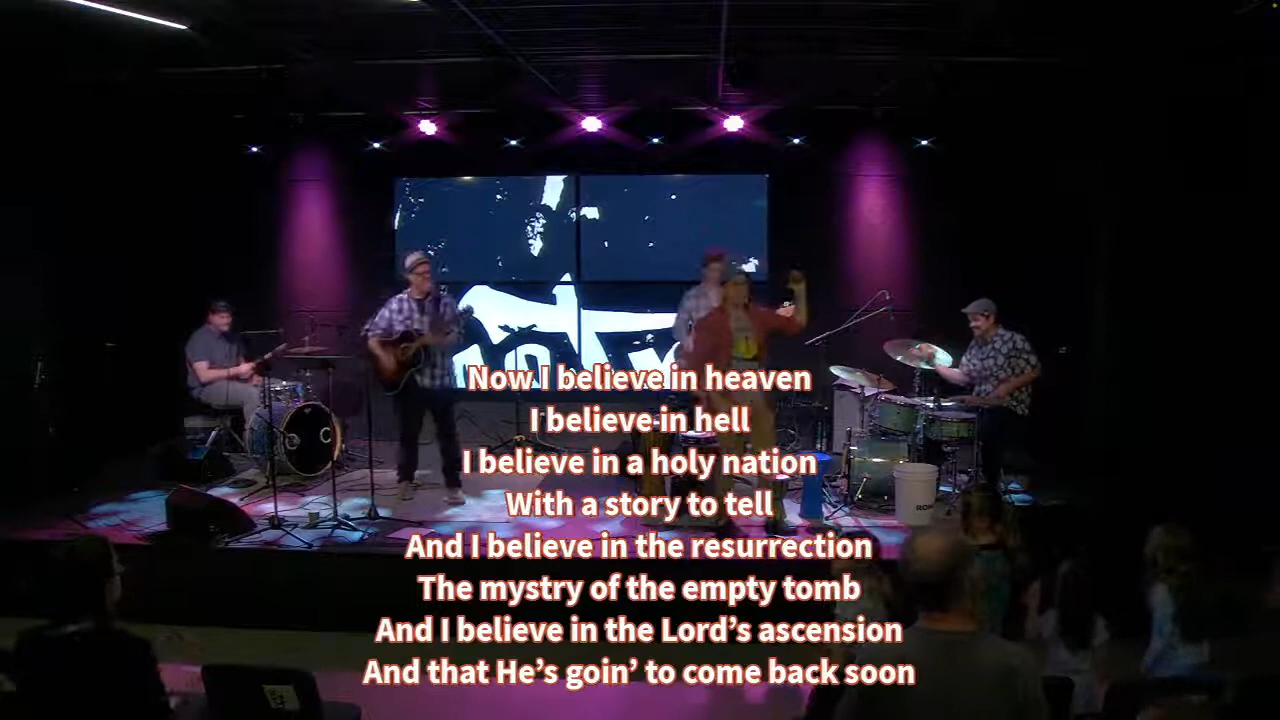 Now I believe in heaven
I believe in hell
I believe in a holy nation
With a story to tell
And I believe in the resurrection
The mystry of the empty tomb
And I believe in the Lord’s ascension
And that He’s goin’ to come back soon